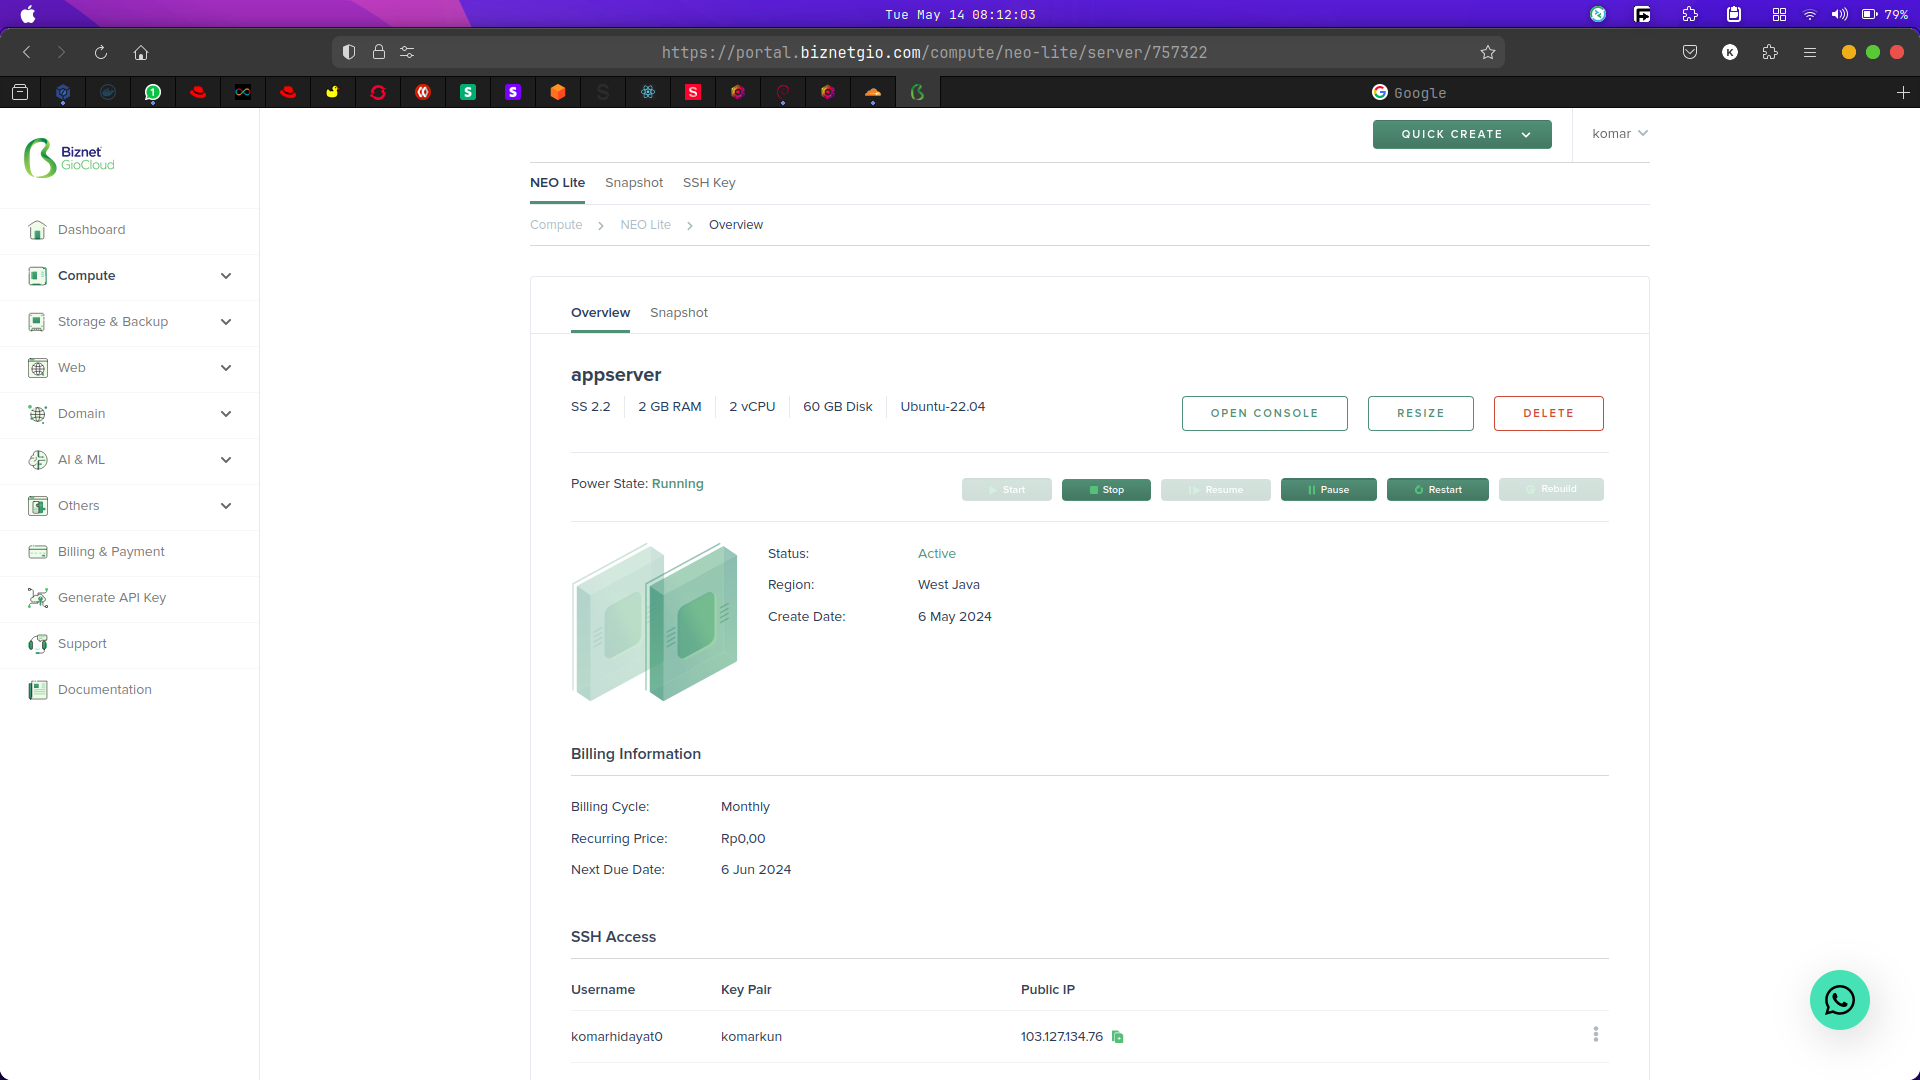 Tue May 14 08:12:03
79%
https://portal.biznetgio.com/compute/neo-lite/server/757322
K
1
S
S
S
S
Google
Biznet
GioCloud
QUICK CREATE
komar
NEO Lite
Snapshot
SSH Key
Compute
NEO Lite
Overview
Dashboard
Compute
Storage & Backup
Web
Domain
AI & ML
Others
Billing & Payment
Generate API Key
Support
Documentation
Overview
Snapshot
appserver
SS 2.2
2 GB RAM
2 vCPU
60 GB Disk
Ubuntu-22.04
OPEN CONSOLE
RESIZE
DELETE
Power State: Running
Start
Stop
Resume
Pause
Restart
Rebuild
Status: Active
Region: West Java
Create Date: 6 May 2024
Billing Information
Billing Cycle: Monthly
Recurring Price: Rp0,00
Next Due Date: 6 Jun 2024
SSH Access
Username Key Pair Public IP
komarhidayat0 komarkun 103.127.134.76